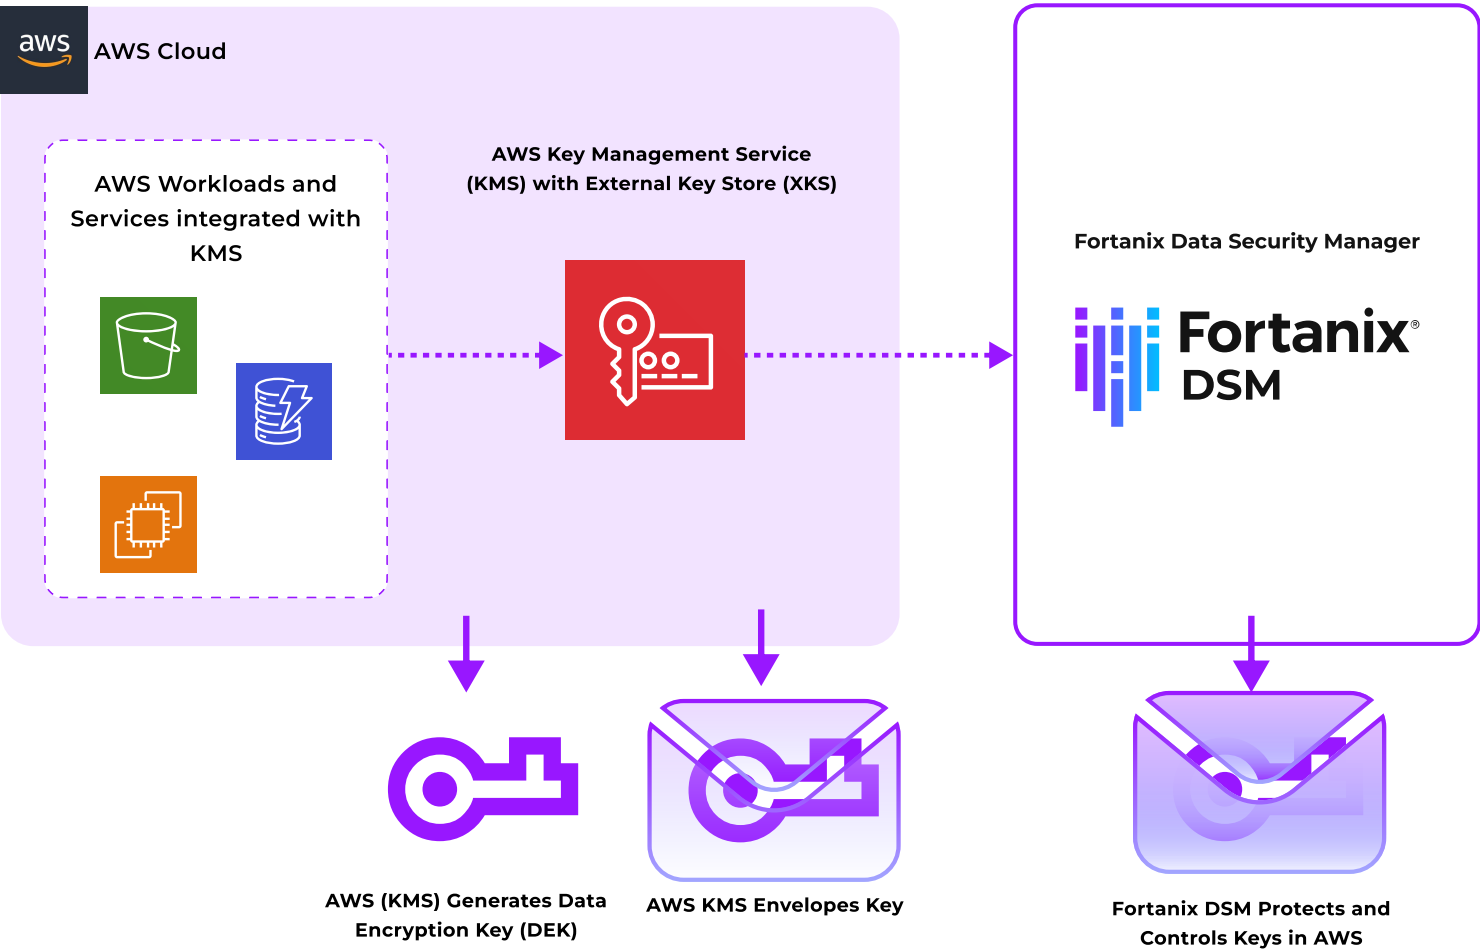 aws
AWS Cloud
AWS Workloads and
Services integrated with
KMS
AWS Key Management Service
(KMS) with External Key Store (XKS)
Fortanix Data Security Manager
Fortanix®
DSM
AWS (KMS) Generates Data
Encryption Key (DEK)
AWS KMS Envelopes Key
Fortanix DSM Protects and
Controls Keys in AWS